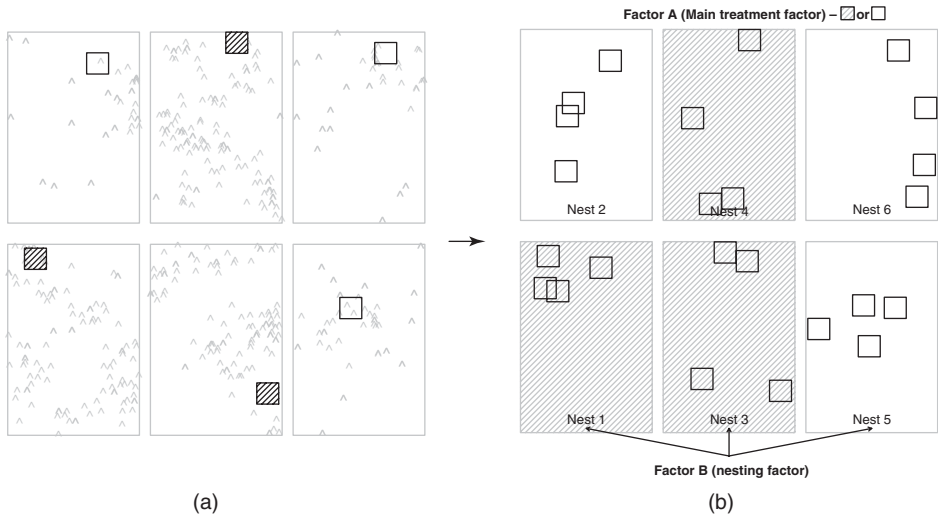 Factor A (Main treatment factor) – or
Nest 2
Nest 4
Nest 6
Nest 1
Nest 3
Nest 5
Factor B (nesting factor)
(a)
(b)